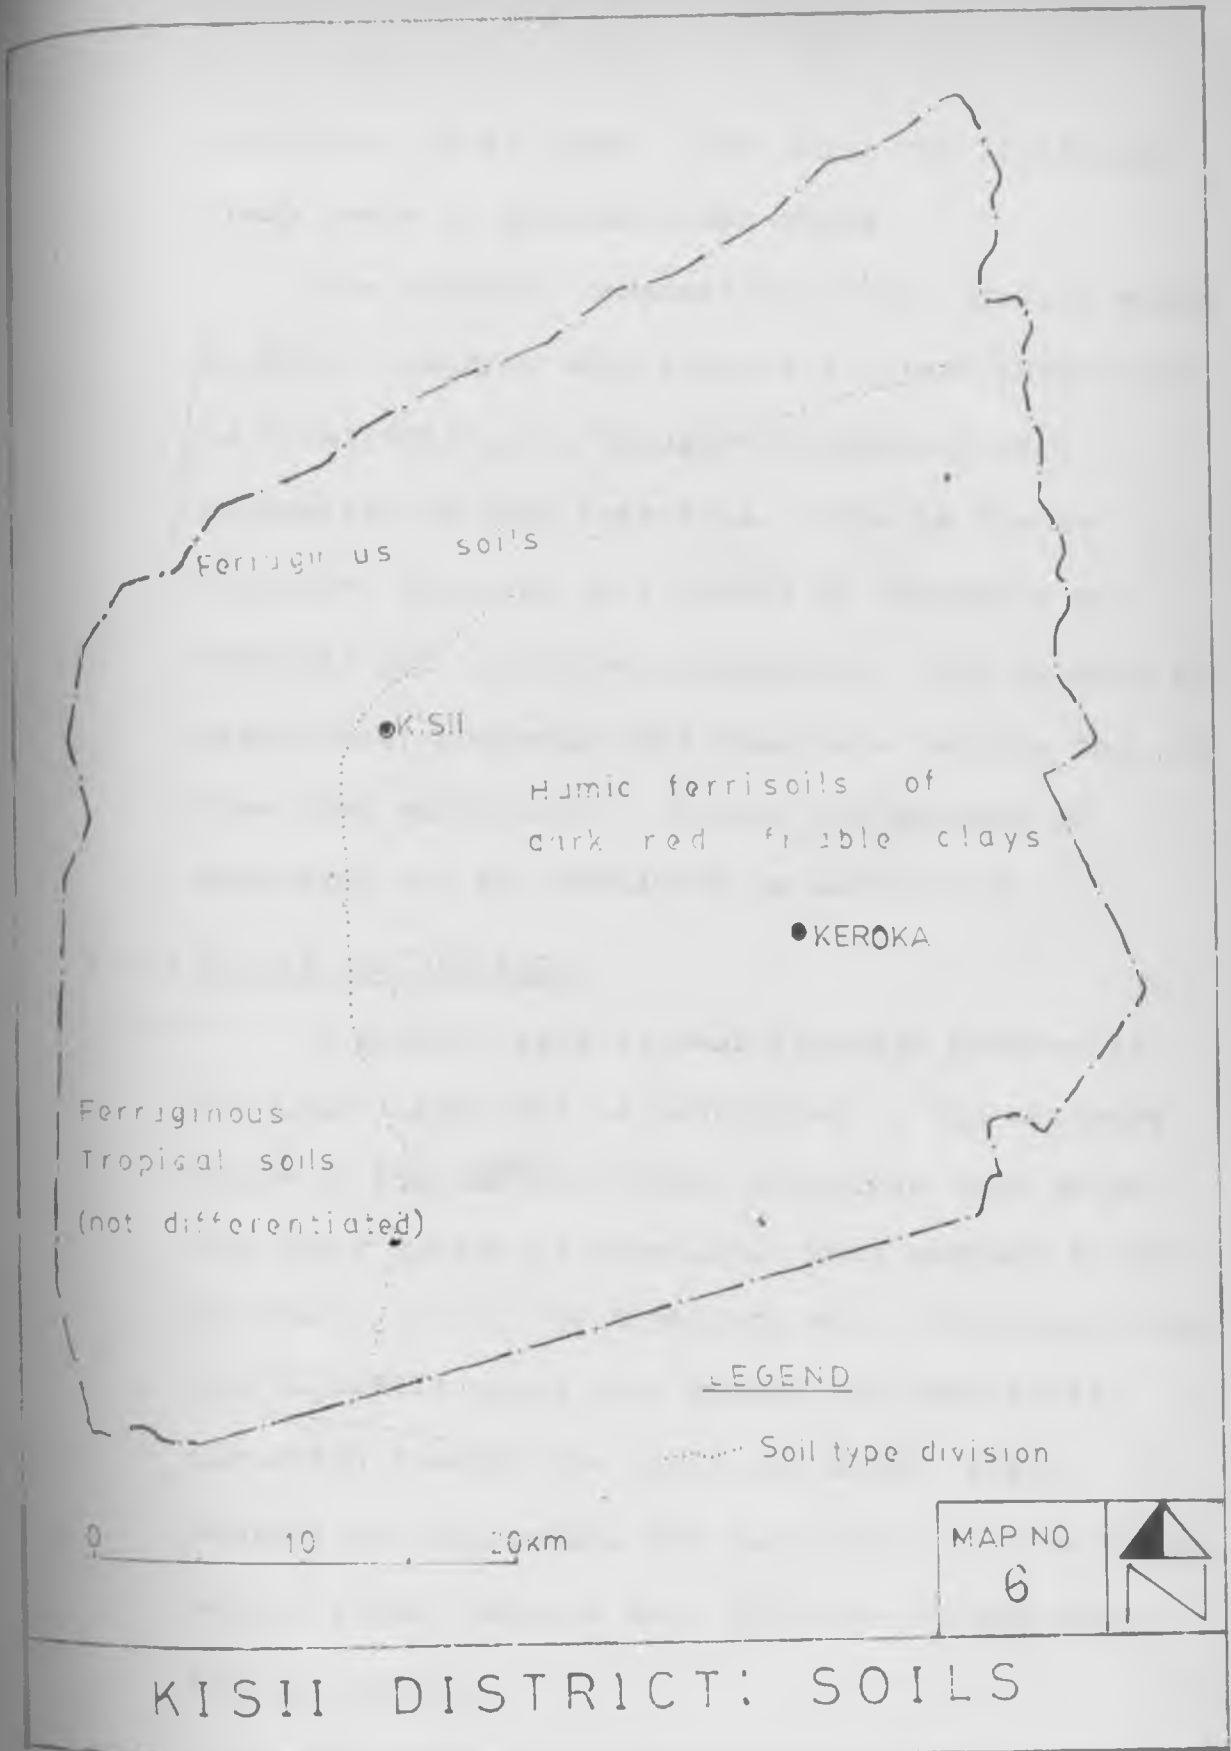 Ferruginous soils
KISII
Humic ferrisoils of
dark red friable clays
KEROKA
Ferruginous
Tropical soils
(not differentiated)
LEGEND
Soil type division
0 10 20km
MAP NO
6
N
KISII DISTRICT: SOILS